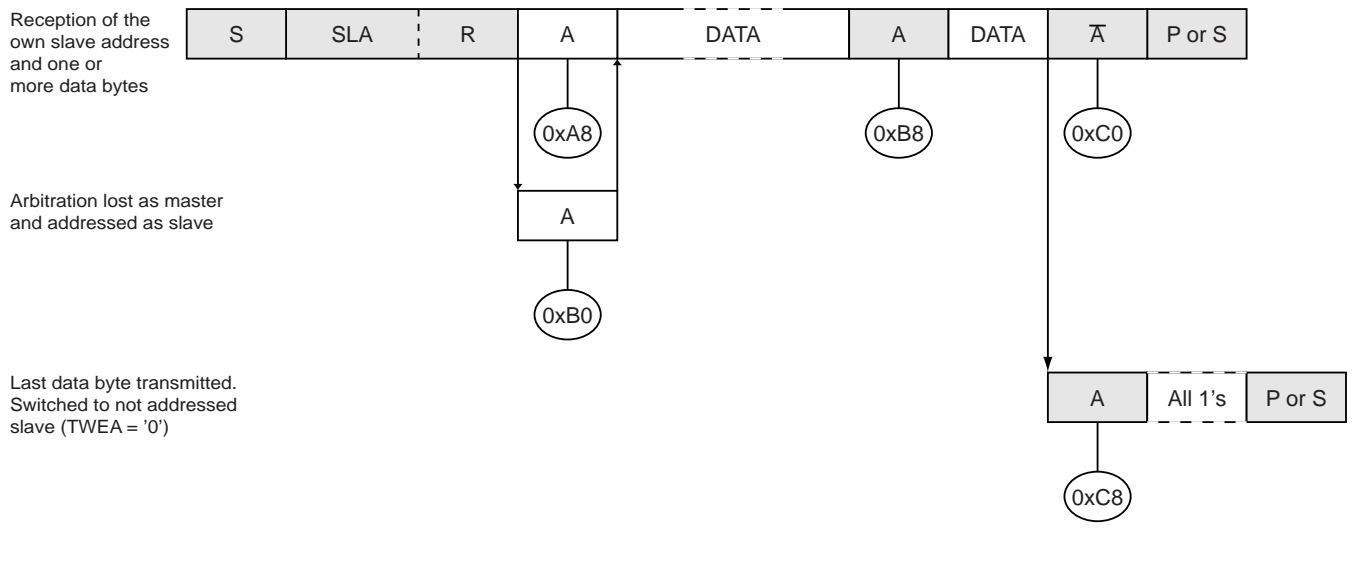 Reception of the
own slave address
and one or
more data bytes
S SLA R A DATA A DATA A̅ P or S
0xA8 0xB8 0xC0
Arbitration lost as master
and addressed as slave
A
0xB0
Last data byte transmitted.
Switched to not addressed
slave (TWEA = '0')
A All 1's P or S
0xC8